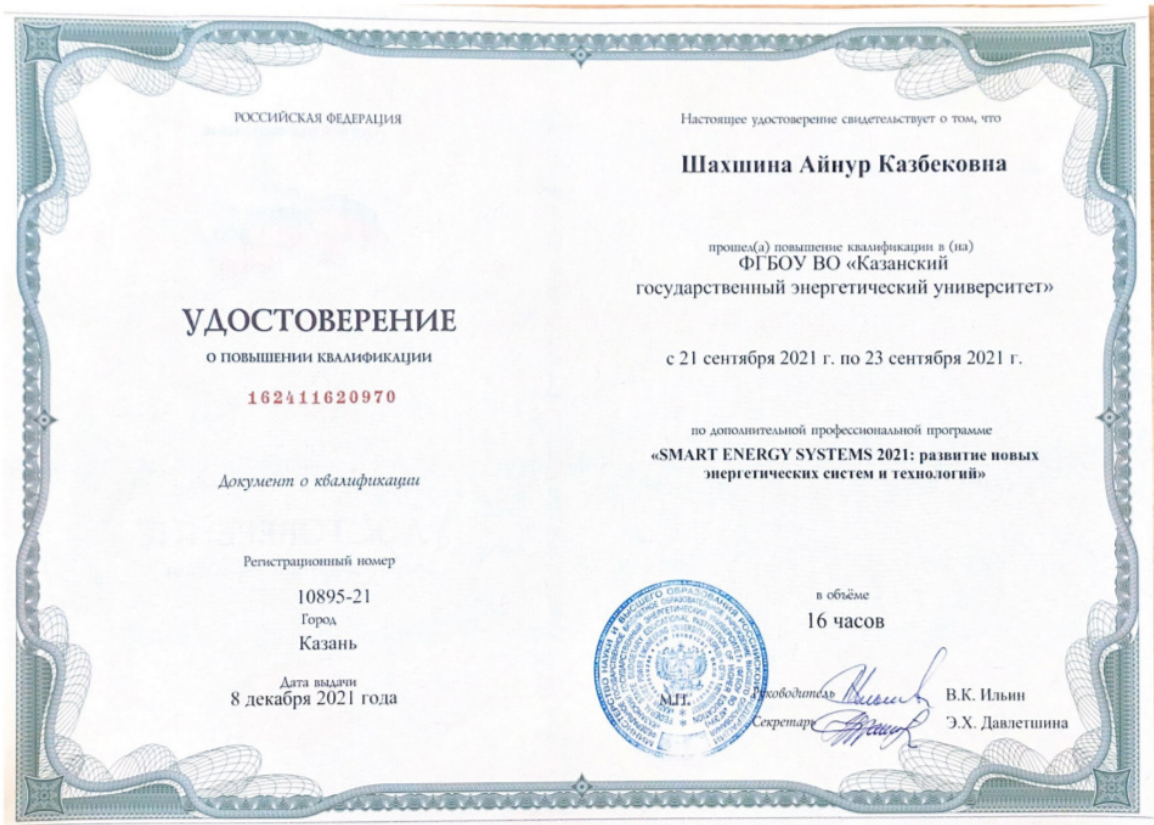 РОССИЙСКАЯ ФЕДЕРАЦИЯ
УДОСТОВЕРЕНИЕ
О ПОВЫШЕНИИ КВАЛИФИКАЦИИ
162411620970
Документ о квалификации
Регистрационный номер
10895-21
Город
Казань
Дата выдачи
8 декабря 2021 года
Настоящее удостоверение свидетельствует о том, что
Шахшина Айнур Казбековна
прошел(а) повышение квалификации в (на)
ФГБОУ ВО «Казанский
государственный энергетический университет»
с 21 сентября 2021 г. по 23 сентября 2021 г.
по дополнительной профессиональной программе
«SMART ENERGY SYSTEMS 2021: развитие новых
энергетических систем и технологий»
в объёме
16 часов
М.П.
Руководитель В.К. Ильин
Секретарь Э.Х. Давлетшина